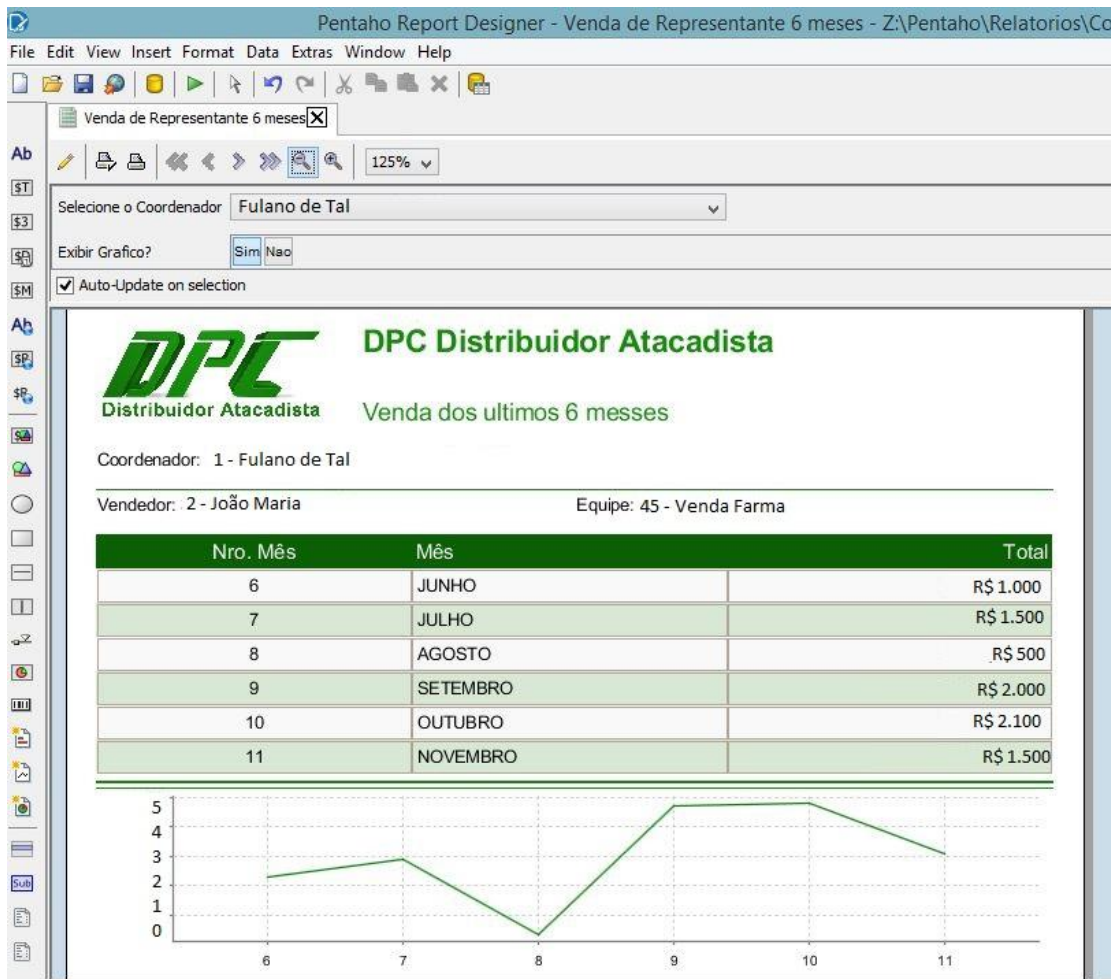 Pentaho Report Designer - Venda de Representante 6 meses - Z:\Pentaho\Relatorios\Co
File Edit View Insert Format Data Extras Window Help
Venda de Representante 6 meses
Ab
125%
$T
Selecione o Coordenador Fulano de Tal
$3
Exibir Grafico? Sim Nao
$M
Auto-Update on selection
Ab
DPC
DPC Distribuidor Atacadista
Distribuidor Atacadista
Venda dos ultimos 6 messes
Coordenador: 1 - Fulano de Tal
Vendedor: 2 - João Maria Equipe: 45 - Venda Farma
Nro. Mês Mês Total
6 JUNHO R$ 1.000
7 JULHO R$ 1.500
8 AGOSTO R$ 500
9 SETEMBRO R$ 2.000
10 OUTUBRO R$ 2.100
11 NOVEMBRO R$ 1.500
5
4
3
2
1
0
6 7 8 9 10 11
Sub